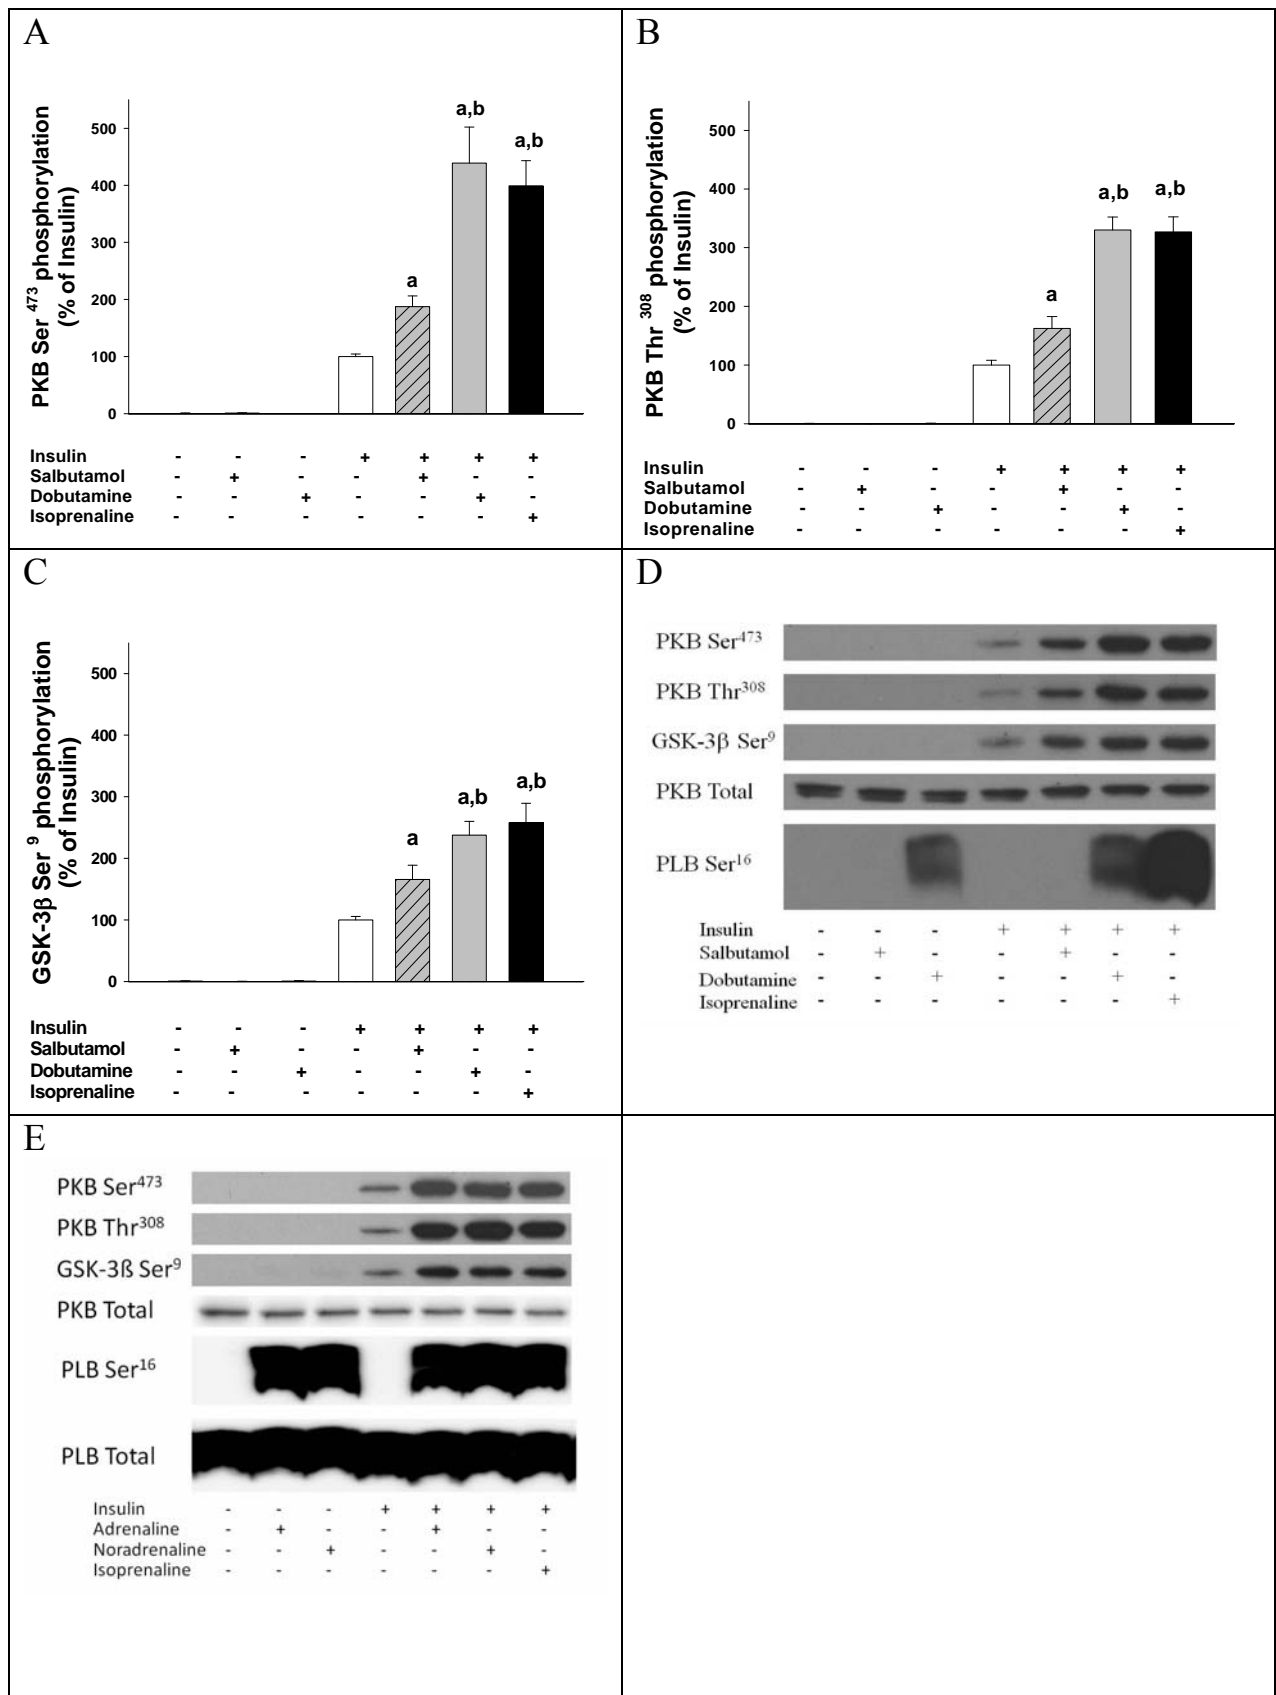 A
PKB Ser 473 phosphorylation
(% of Insulin)
500
400
300
200
100
0
a
a,b
a,b
Insulin - - - + + + +
Salbutamol - + - - + - -
Dobutamine - - + - - + -
Isoprenaline - - - - - - +
B
PKB Thr 308 phosphorylation
(% of Insulin)
500
400
300
200
100
0
a
a,b
a,b
Insulin - - - + + + +
Salbutamol - + - - + - -
Dobutamine - - + - - + -
Isoprenaline - - - - - - +
C
GSK-3β Ser 9 phosphorylation
(% of Insulin)
500
400
300
200
100
0
a
a,b
a,b
Insulin - - - + + + +
Salbutamol - + - - + - -
Dobutamine - - + - - + -
Isoprenaline - - - - - - +
D
PKB Ser473
PKB Thr308
GSK-3β Ser9
PKB Total
PLB Ser16
Insulin - - - + + + +
Salbutamol - + - - + - -
Dobutamine - - + - - + -
Isoprenaline - - - - - - +
E
PKB Ser473
PKB Thr308
GSK-3ß Ser9
PKB Total
PLB Ser16
PLB Total
Insulin - - - + + + +
Adrenaline - + - - + - -
Noradrenaline - - + - - + -
Isoprenaline - - - - - - +